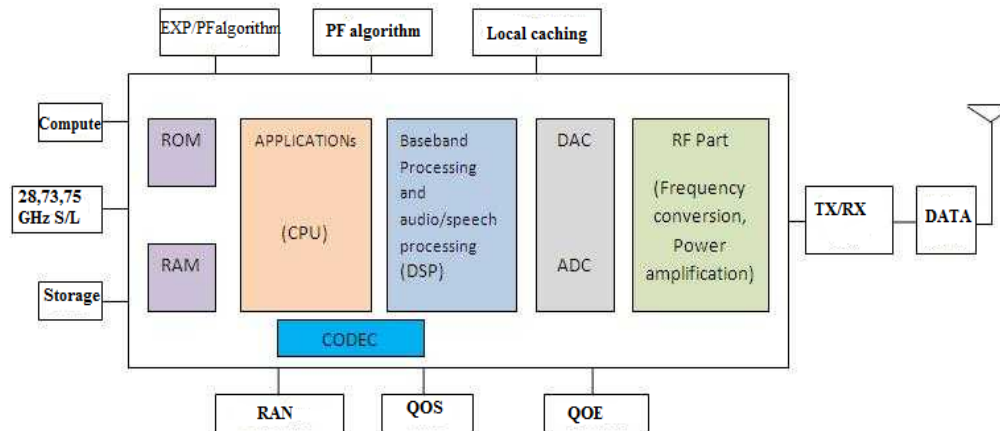 EXP/PFalgorithm
PF algorithm
Local caching
Compute
28,73,75
GHz S/L
Storage
ROM
RAM
APPLICATIONs
(CPU)
Baseband
Processing
and
audio/speech
processing
(DSP)
DAC
ADC
RF Part
(Frequency
conversion,
Power
amplification)
CODEC
TX/RX
DATA
RAN
QOS
QOE